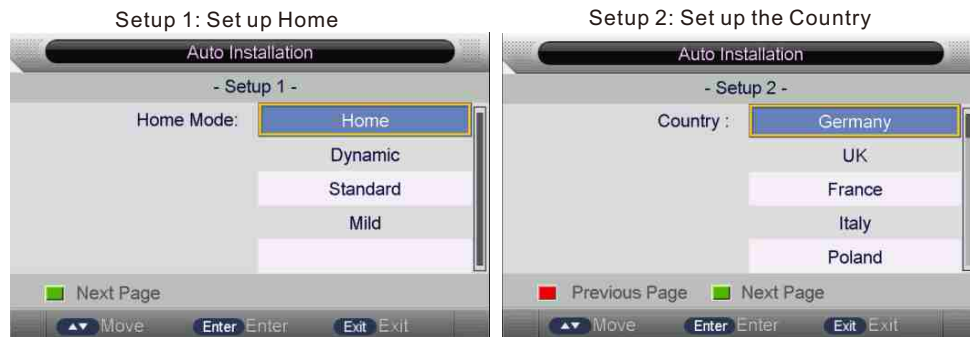 Setup 1: Set up Home
Auto Installation
- Setup 1 -
Home Mode: Home
Dynamic
Standard
Mild
Next Page
Move Enter Enter Exit Exit
Setup 2: Set up the Country
Auto Installation
- Setup 2 -
Country : Germany
UK
France
Italy
Poland
Previous Page Next Page
Move Enter Enter Exit Exit